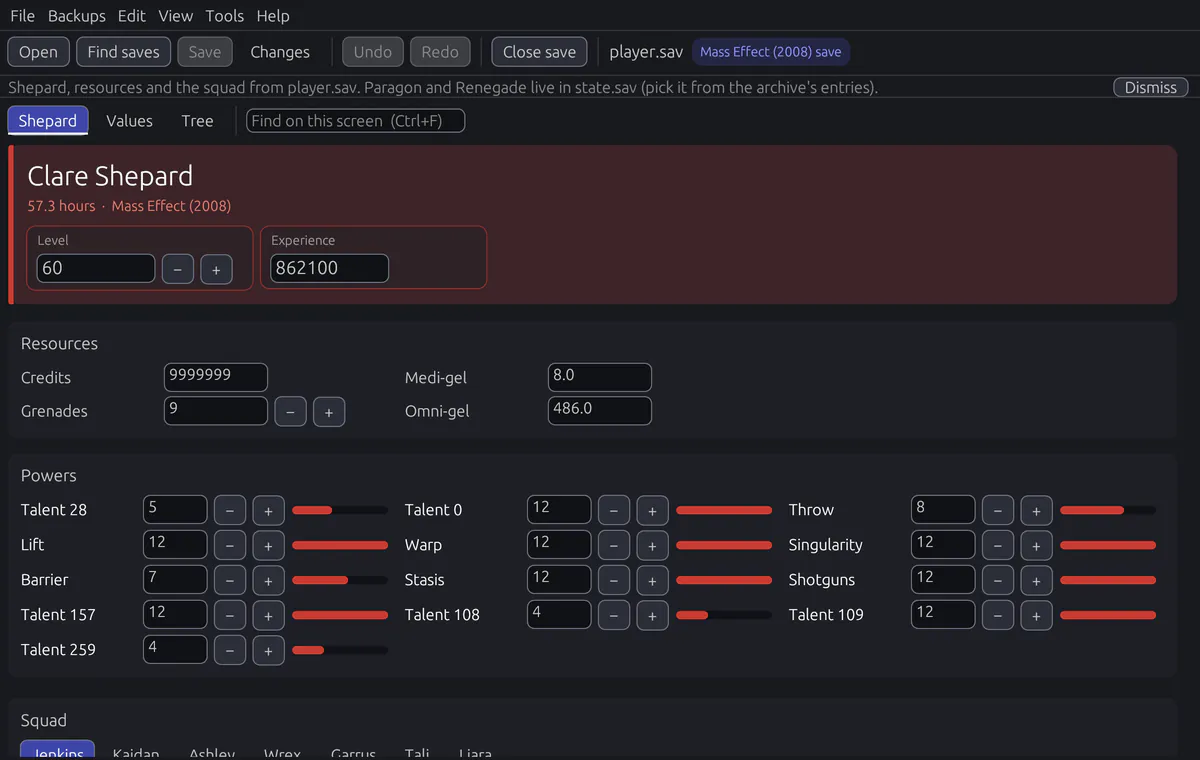 File Backups Edit View Tools Help
Open Find saves Save Changes Undo Redo Close save player.sav Mass Effect (2008) save
Shepard, resources and the squad from player.sav. Paragon and Renegade live in state.sav (pick it from the archive's entries). Dismiss
Shepard Values Tree Find on this screen (Ctrl+F)
Clare Shepard
57.3 hours · Mass Effect (2008)
Level Experience
60 − + 862100
Resources
Credits 9999999 Medi-gel 8.0
Grenades 9 − + Omni-gel 486.0
Powers
Talent 28 5 − + Talent 0 12 − + Throw 8 − +
Lift 12 − + Warp 12 − + Singularity 12 − +
Barrier 7 − + Stasis 12 − + Shotguns 12 − +
Talent 157 12 − + Talent 108 4 − + Talent 109 12 − +
Talent 259 4 − +
Squad
Jenkins Kaidan Ashley Wrex Garrus Tali Liara